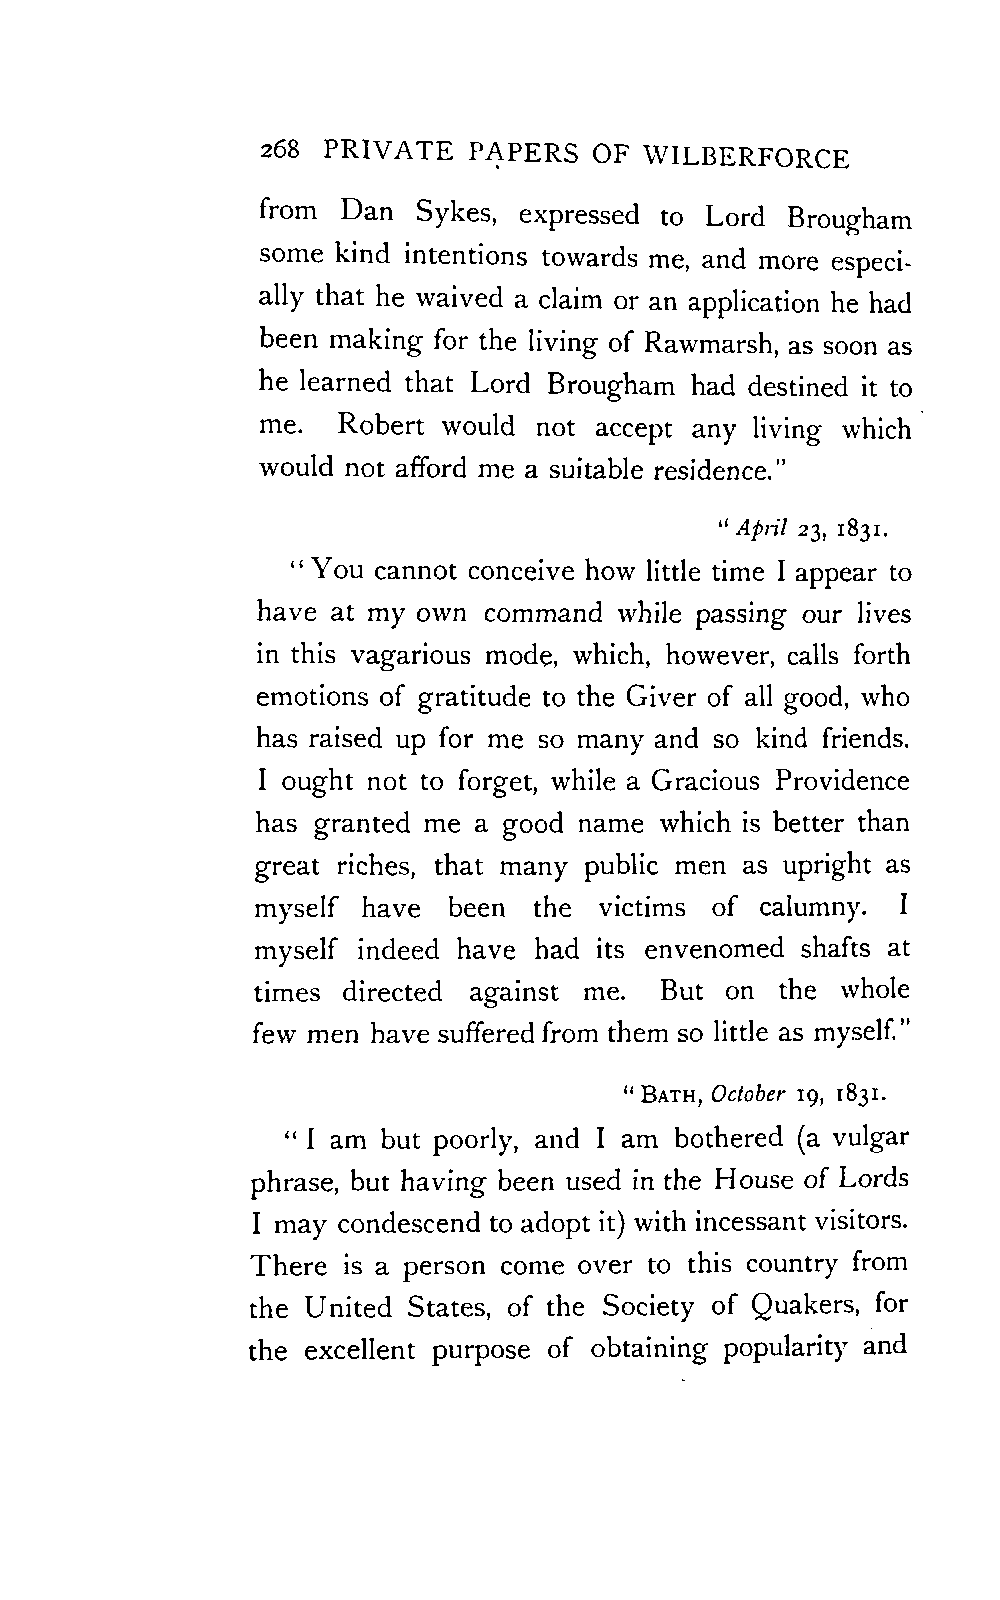 268 PRIVATE PAPERS OF WILBERFORCE
from Dan Sykes, expressed to Lord Brougham
some kind intentions towards me, and more especi-
ally that he waived a claim or an application he had
been making for the living of Rawmarsh, as soon as
he learned that Lord Brougham had destined it to
me. Robert would not accept any living which
would not afford me a suitable residence."
"April 23, 1831.
"You cannot conceive how little time I appear to
have at my own command while passing our lives
in this vagarious mode, which, however, calls forth
emotions of gratitude to the Giver of all good, who
has raised up for me so many and so kind friends.
I ought not to forget, while a Gracious Providence
has granted me a good name which is better than
great riches, that many public men as upright as
myself have been the victims of calumny. I
myself indeed have had its envenomed shafts at
times directed against me. But on the whole
few men have suffered from them so little as myself."
"BATH, October 19, 1831.
"I am but poorly, and I am bothered (a vulgar
phrase, but having been used in the House of Lords
I may condescend to adopt it) with incessant visitors.
There is a person come over to this country from
the United States, of the Society of Quakers, for
the excellent purpose of obtaining popularity and